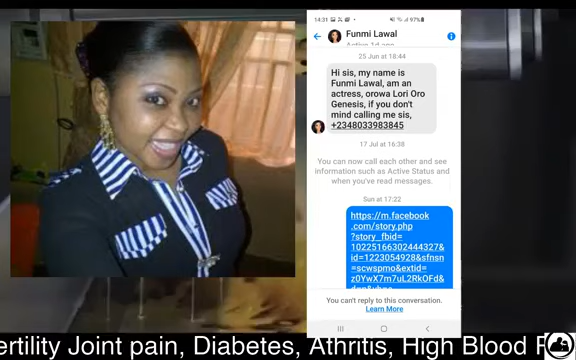 14:31
97%
Funmi Lawal
Active 1d ago
25 Jun at 18:44
Hi sis, my name is
Funmi Lawal, am an
actress, orowa Lori Oro
Genesis, if you don't
mind calling me sis,
+2348033983845
17 Jul at 16:38
You can now call each other and see
information such as Active Status and
when you've read messages.
Sun at 17:22
https://m.facebook
.com/story.php
?story_fbid=
10225166302444327&
id=1223054928&sfnsn
=scwspmo&extid=
z0YwX7m7uL2RkOFd&
You can't reply to this conversation.
Learn More
ertility Joint pain, Diabetes, Athritis, High Blood